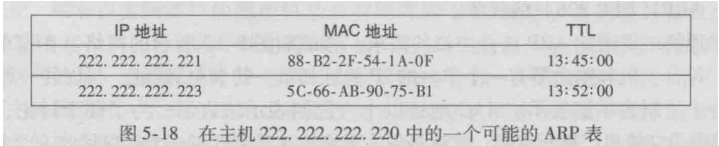 IP 地址 MAC 地址 TTL
222.222.222.221 88-B2-2F-54-1A-0F 13:45:00
222.222.222.223 5C-66-AB-90-75-B1 13:52:00
图 5-18 在主机 222.222.222.220 中的一个可能的 ARP 表